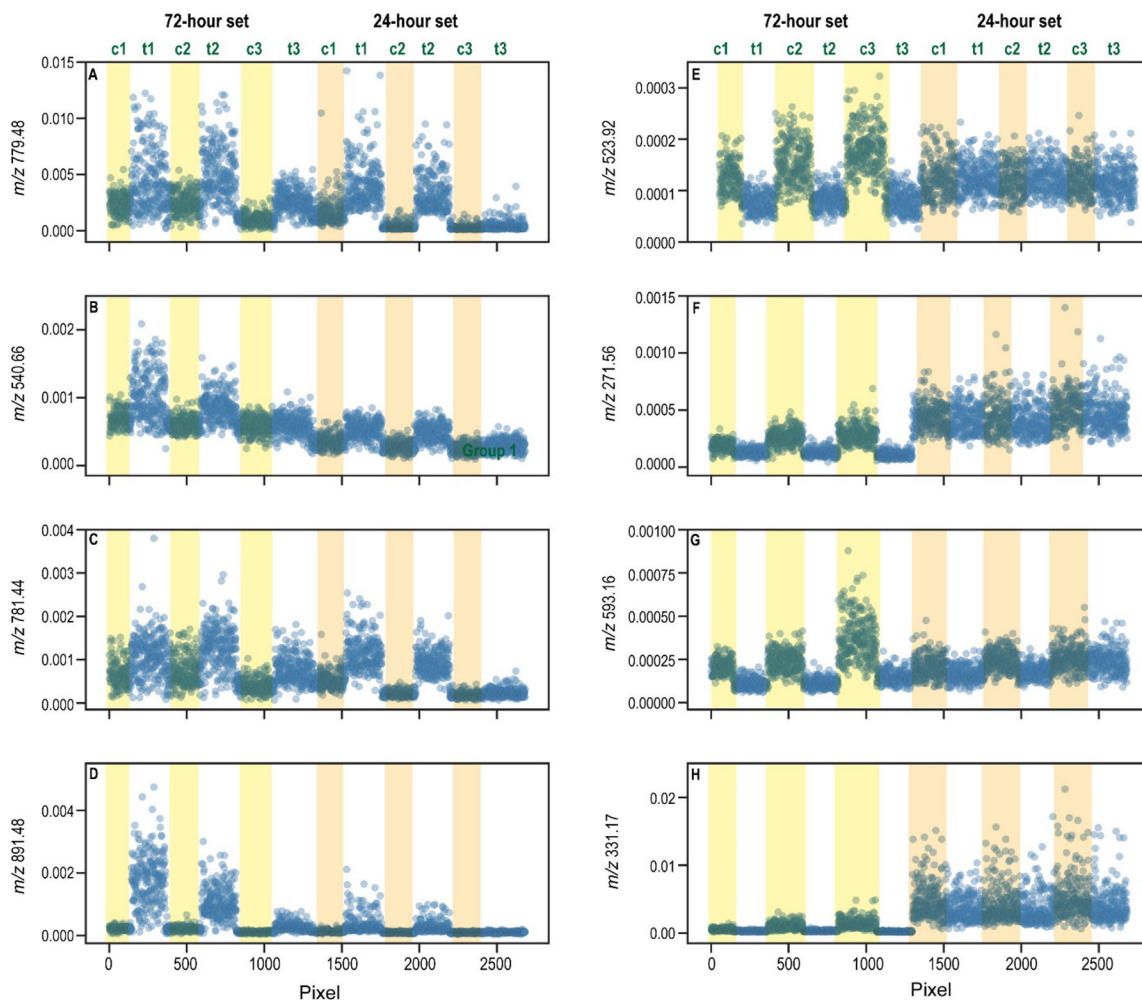 72-hour set 24-hour set 72-hour set 24-hour set
c1 t1 c2 t2 c3 t3 c1 t1 c2 t2 c3 t3 c1 t1 c2 t2 c3 t3 c1 t1 c2 t2 c3 t3
A
0.015
0.010
0.005
0.000
m/z 779.48
E
0.0003
0.0002
0.0001
0.0000
m/z 523.92
B
0.002
0.001
0.000
m/z 540.66
Group 1
F
0.0015
0.0010
0.0005
0.0000
m/z 271.56
C
0.004
0.003
0.002
0.001
0.000
m/z 781.44
G
0.00100
0.00075
0.00050
0.00025
0.00000
m/z 593.16
D
0.004
0.002
0.000
m/z 891.48
H
0.02
0.01
0.00
m/z 331.17
0 500 1000 1500 2000 2500 0 500 1000 1500 2000 2500
Pixel Pixel